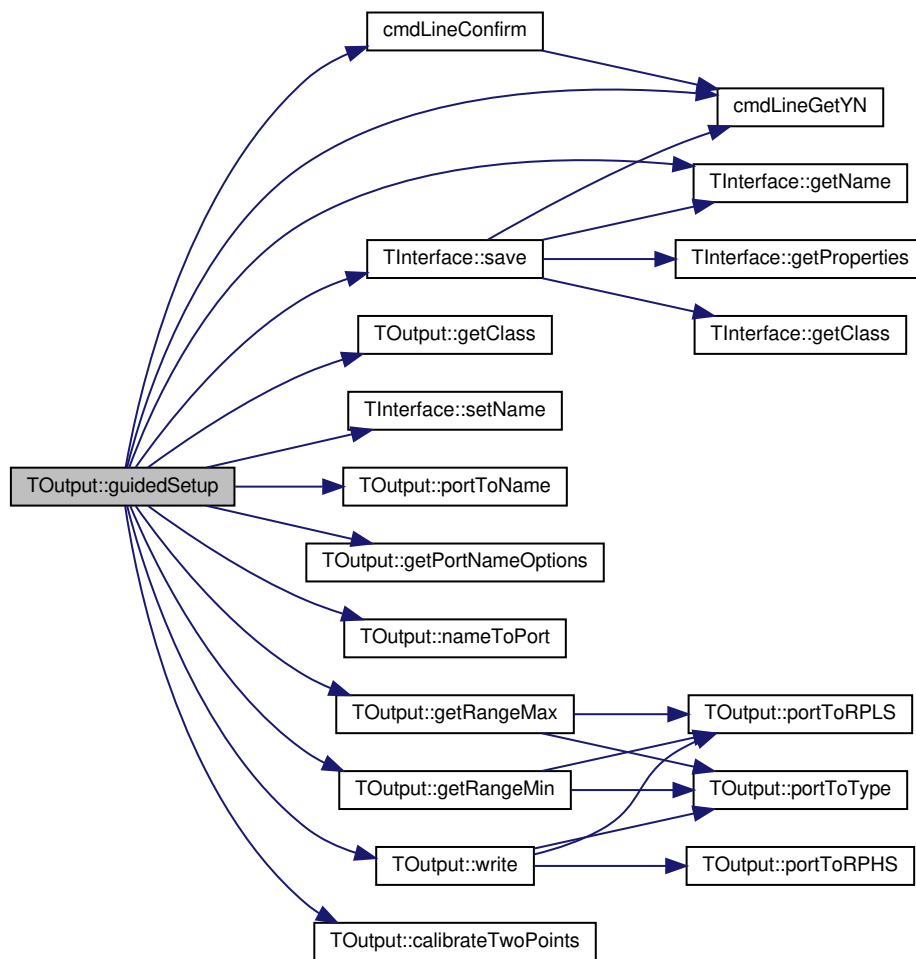 cmdLineConfirm
cmdLineGetYN
TInterface::getName
TInterface::save
TInterface::getProperties
TOutput::getClass
TInterface::getClass
TInterface::setName
TOutput::guidedSetup
TOutput::portToName
TOutput::getPortNameOptions
TOutput::nameToPort
TOutput::getRangeMax
TOutput::portToRPLS
TOutput::getRangeMin
TOutput::portToType
TOutput::write
TOutput::portToRPHS
TOutput::calibrateTwoPoints